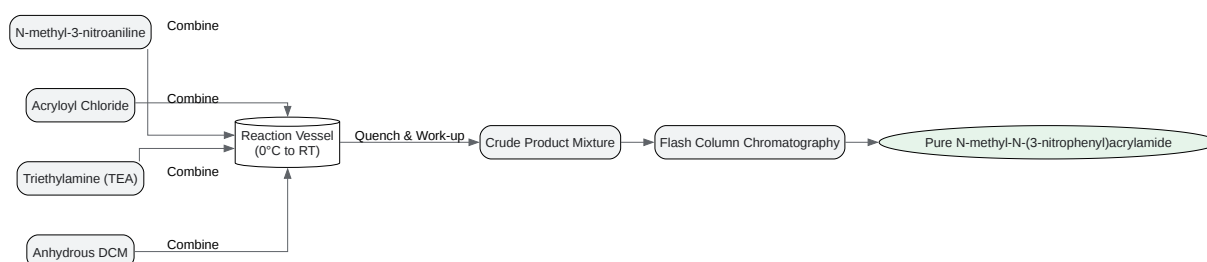 N-methyl-3-nitroaniline
Combine
Acryloyl Chloride
Combine
Triethylamine (TEA)
Combine
Anhydrous DCM
Combine
Reaction Vessel
(0°C to RT)
Quench & Work-up
Crude Product Mixture
Flash Column Chromatography
Pure N-methyl-N-(3-nitrophenyl)acrylamide